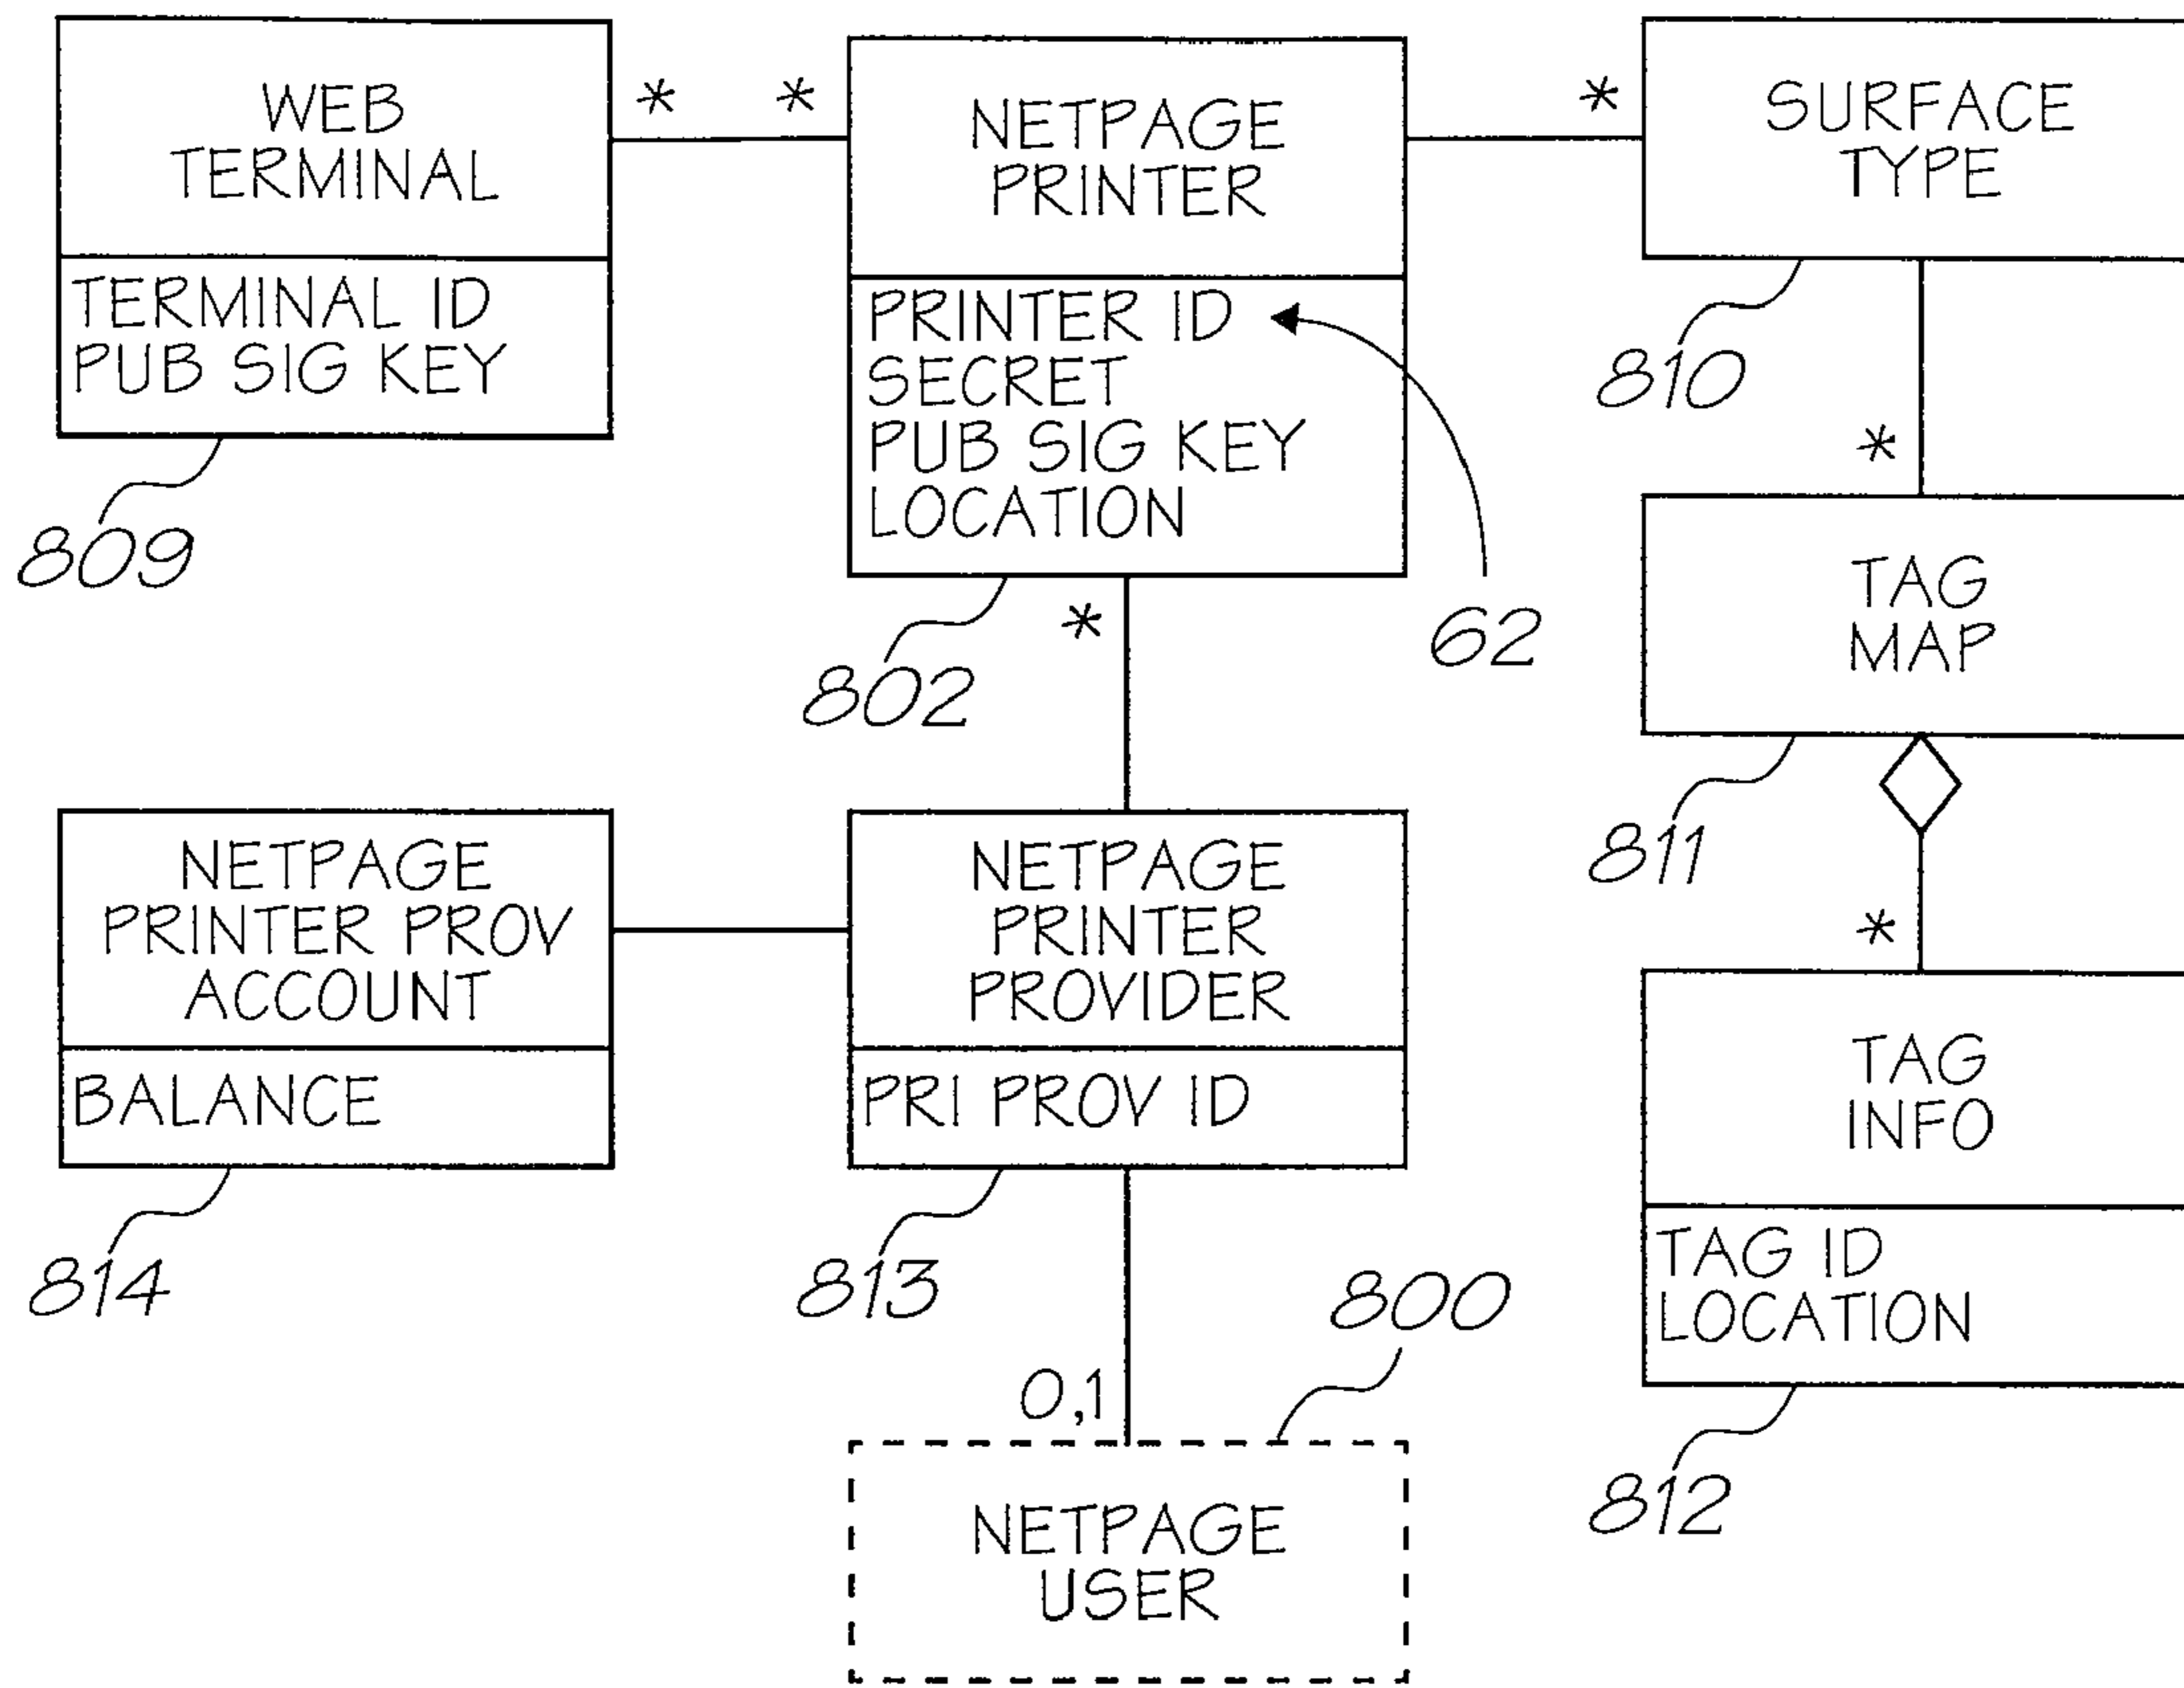 WEB
TERMINAL
TERMINAL ID
PUB SIG KEY
809
*
*
NETPAGE
PRINTER
PRINTER ID
SECRET
PUB SIG KEY
LOCATION
62
802
*
*
SURFACE
TYPE
810
*
TAG
MAP
811
*
TAG
INFO
TAG ID
LOCATION
812
NETPAGE
PRINTER PROV
ACCOUNT
BALANCE
814
NETPAGE
PRINTER
PROVIDER
PRI PROV ID
813
800
0,1
NETPAGE
USER